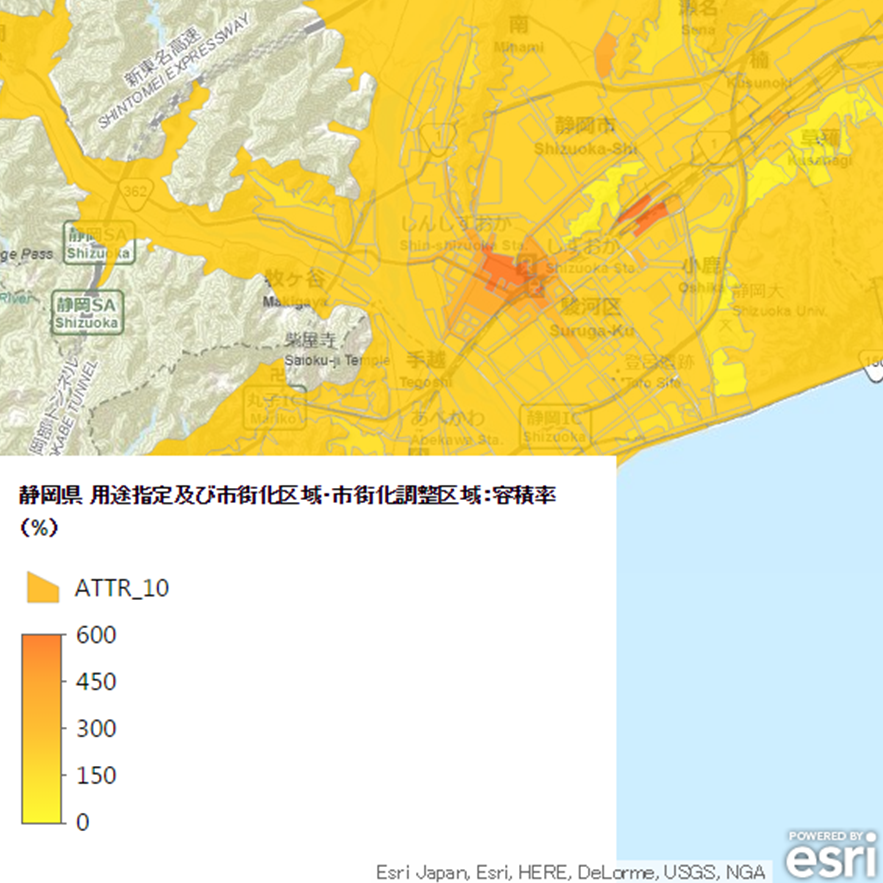 南
Minami
瀬名
Sena
新東名高速
SHINTOMEI EXPRESSWAY
楠
Kusunoki
静岡市
Shizuoka-Shi
1
1
草薙
Kusanagi
362
しんしずおか
Shin-shizuoka Sta.
静岡SA
Shizuoka
ge Pass
しずおか
Shizuoka Sta.
小鹿
Oshika
静岡大
Shizuoka Univ.
River
静岡SA
Shizuoka
牧ヶ谷
Makigaya
駿河区
Suruga-Ku
柴屋寺
Saioku-ji Temple
手越
Tegoshi
登呂遺跡
Toro Site
150
丸子IC
Mariko
あべかわ
Abekawa Sta.
静岡IC
Shizuoka
岡部トンネル
KABE TUNNEL
静岡県 用途指定及び市街化区域・市街化調整区域：容積率
（%）
ATTR_10
600
450
300
150
0
POWERED BY
esri
Esri Japan, Esri, HERE, DeLorme, USGS, NGA